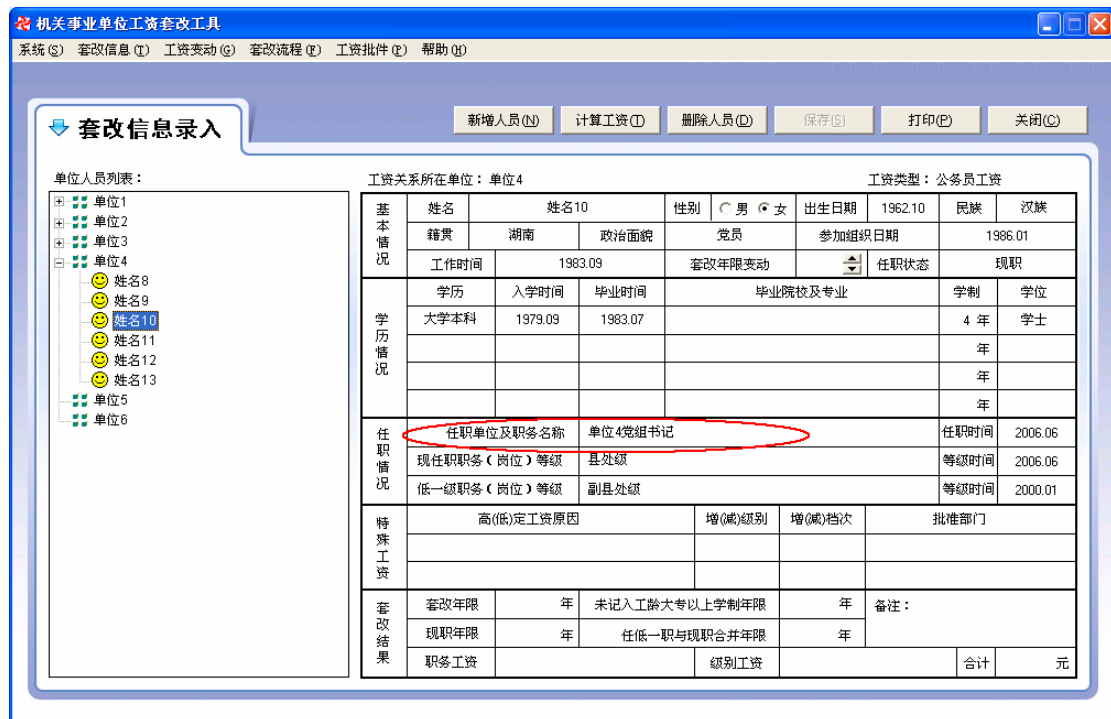 机关事业单位工资套改工具
系统(S) 套改信息(T) 工资变动(G) 套改流程(F) 工资批件(P) 帮助(H)
套改信息录入
新增人员(N) 计算工资(T) 删除人员(D) 保存(S) 打印(P) 关闭(C)
单位人员列表：
单位1
单位2
单位3
单位4
姓名8
姓名9
姓名10
姓名11
姓名12
姓名13
单位5
单位6
工资关系所在单位：单位4 工资类型：公务员工资
基本情况
姓名 姓名10 性别 男 女 出生日期 1962.10 民族 汉族
籍贯 湖南 政治面貌 党员 参加组织日期 1986.01
工作时间 1983.09 套改年限变动 任职状态 现职
学历情况
学历 入学时间 毕业时间 毕业院校及专业 学制 学位
大学本科 1979.09 1983.07 4 年 学士
年
年
年
任职情况
任职单位及职务名称 单位4党组书记 任职时间 2006.06
现任职职务(岗位)等级 县处级 等级时间 2006.06
低一级职务(岗位)等级 副县处级 等级时间 2000.01
特殊工资
高(低)定工资原因 增(减)级别 增(减)档次 批准部门
套改结果
套改年限 年 未记入工龄大专以上学制年限 年 备注：
现职年限 年 任低一职与现职合并年限 年
职务工资 级别工资 合计 元